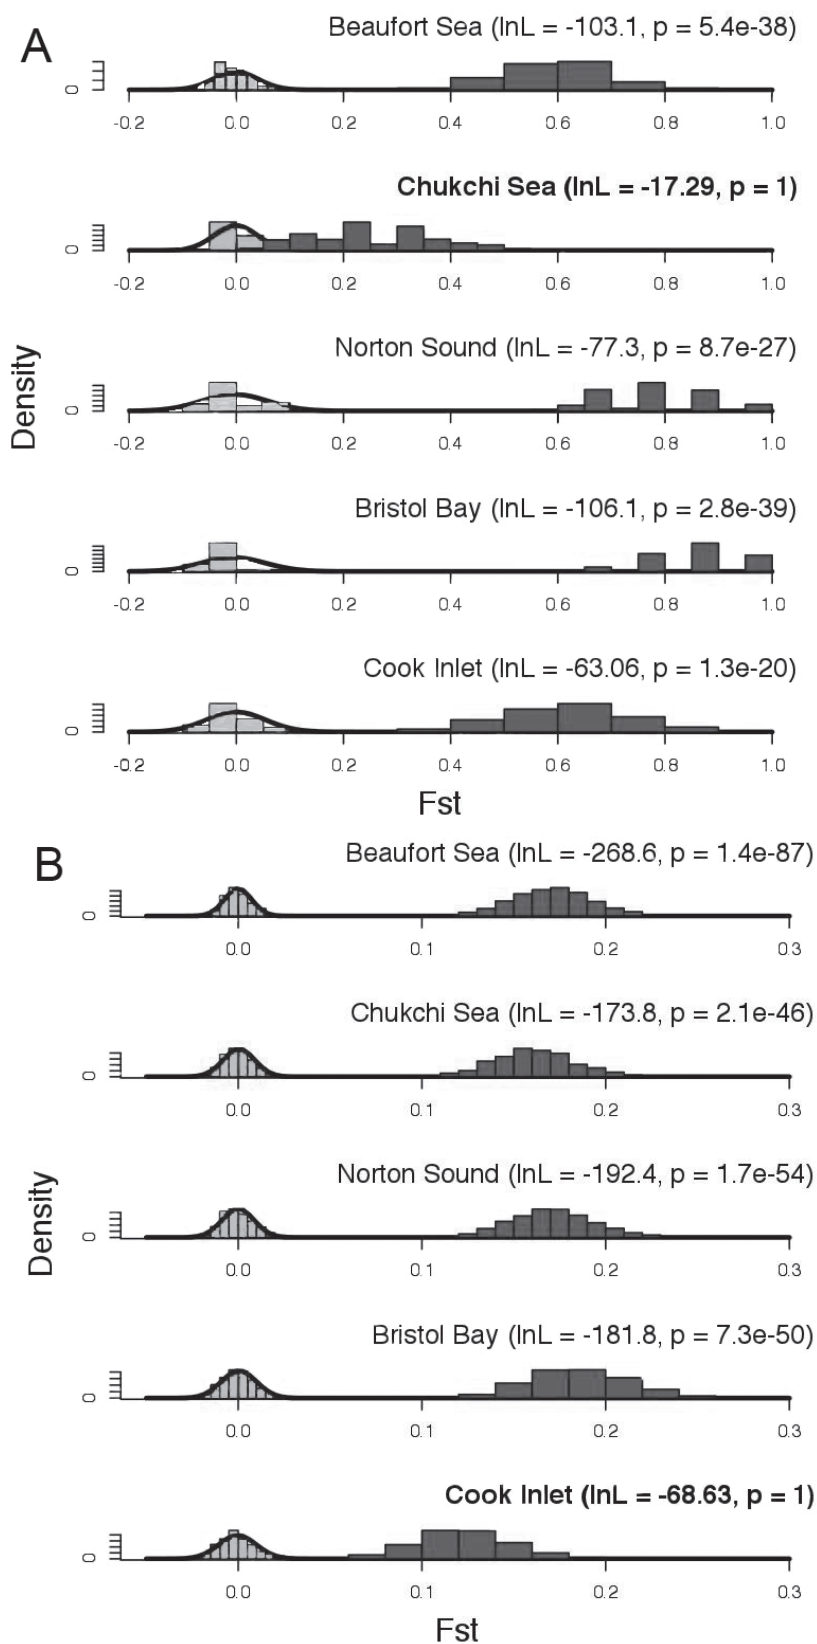 A
Beaufort Sea (lnL = -103.1, p = 5.4e-38)
0
-0.2 0.0 0.2 0.4 0.6 0.8 1.0
Chukchi Sea (lnL = -17.29, p = 1)
0
-0.2 0.0 0.2 0.4 0.6 0.8 1.0
Norton Sound (lnL = -77.3, p = 8.7e-27)
Density
0
-0.2 0.0 0.2 0.4 0.6 0.8 1.0
Bristol Bay (lnL = -106.1, p = 2.8e-39)
0
-0.2 0.0 0.2 0.4 0.6 0.8 1.0
Cook Inlet (lnL = -63.06, p = 1.3e-20)
0
-0.2 0.0 0.2 0.4 0.6 0.8 1.0
Fst
B
Beaufort Sea (lnL = -268.6, p = 1.4e-87)
0
0.0 0.1 0.2 0.3
Chukchi Sea (lnL = -173.8, p = 2.1e-46)
0
0.0 0.1 0.2 0.3
Norton Sound (lnL = -192.4, p = 1.7e-54)
Density
0
0.0 0.1 0.2 0.3
Bristol Bay (lnL = -181.8, p = 7.3e-50)
0
0.0 0.1 0.2 0.3
Cook Inlet (lnL = -68.63, p = 1)
0
0.0 0.1 0.2 0.3
Fst